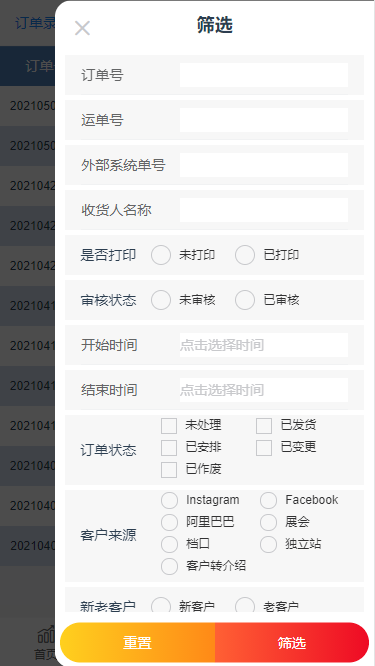 筛选
订单录
订单
订单号
运单号
外部系统单号
收货人名称
是否打印 未打印 已打印
审核状态 未审核 已审核
开始时间 点击选择时间
结束时间 点击选择时间
订单状态
未处理 已发货
已安排 已变更
已作废
客户来源
Instagram Facebook
阿里巴巴 展会
档口 独立站
客户转介绍
新老客户 新客户 老客户
重置 筛选
2021050
2021050
2021042
2021042
2021042
2021041
2021041
2021041
2021041
2021040
2021040
2021040
首页